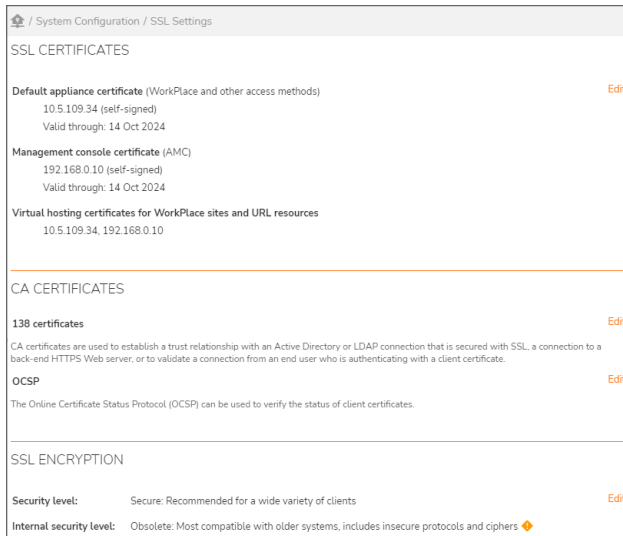 / System Configuration / SSL Settings
SSL CERTIFICATES
Default appliance certificate (WorkPlace and other access methods)
Edi
10.5.109.34 (self-signed)
Valid through: 14 Oct 2024
Management console certificate (AMC)
192.168.0.10 (self-signed)
Valid through: 14 Oct 2024
Virtual hosting certificates for WorkPlace sites and URL resources
10.5.109.34, 192.168.0.10
CA CERTIFICATES
138 certificates
Edi
CA certificates are used to establish a trust relationship with an Active Directory or LDAP connection that is secured with SSL, a connection to a
back-end HTTPS Web server, or to validate a connection from an end user who is authenticating with a client certificate.
OCSP
Edi
The Online Certificate Status Protocol (OCSP) can be used to verify the status of client certificates.
SSL ENCRYPTION
Security level: Secure: Recommended for a wide variety of clients
Edi
Internal security level: Obsolete: Most compatible with older systems, includes insecure protocols and ciphers